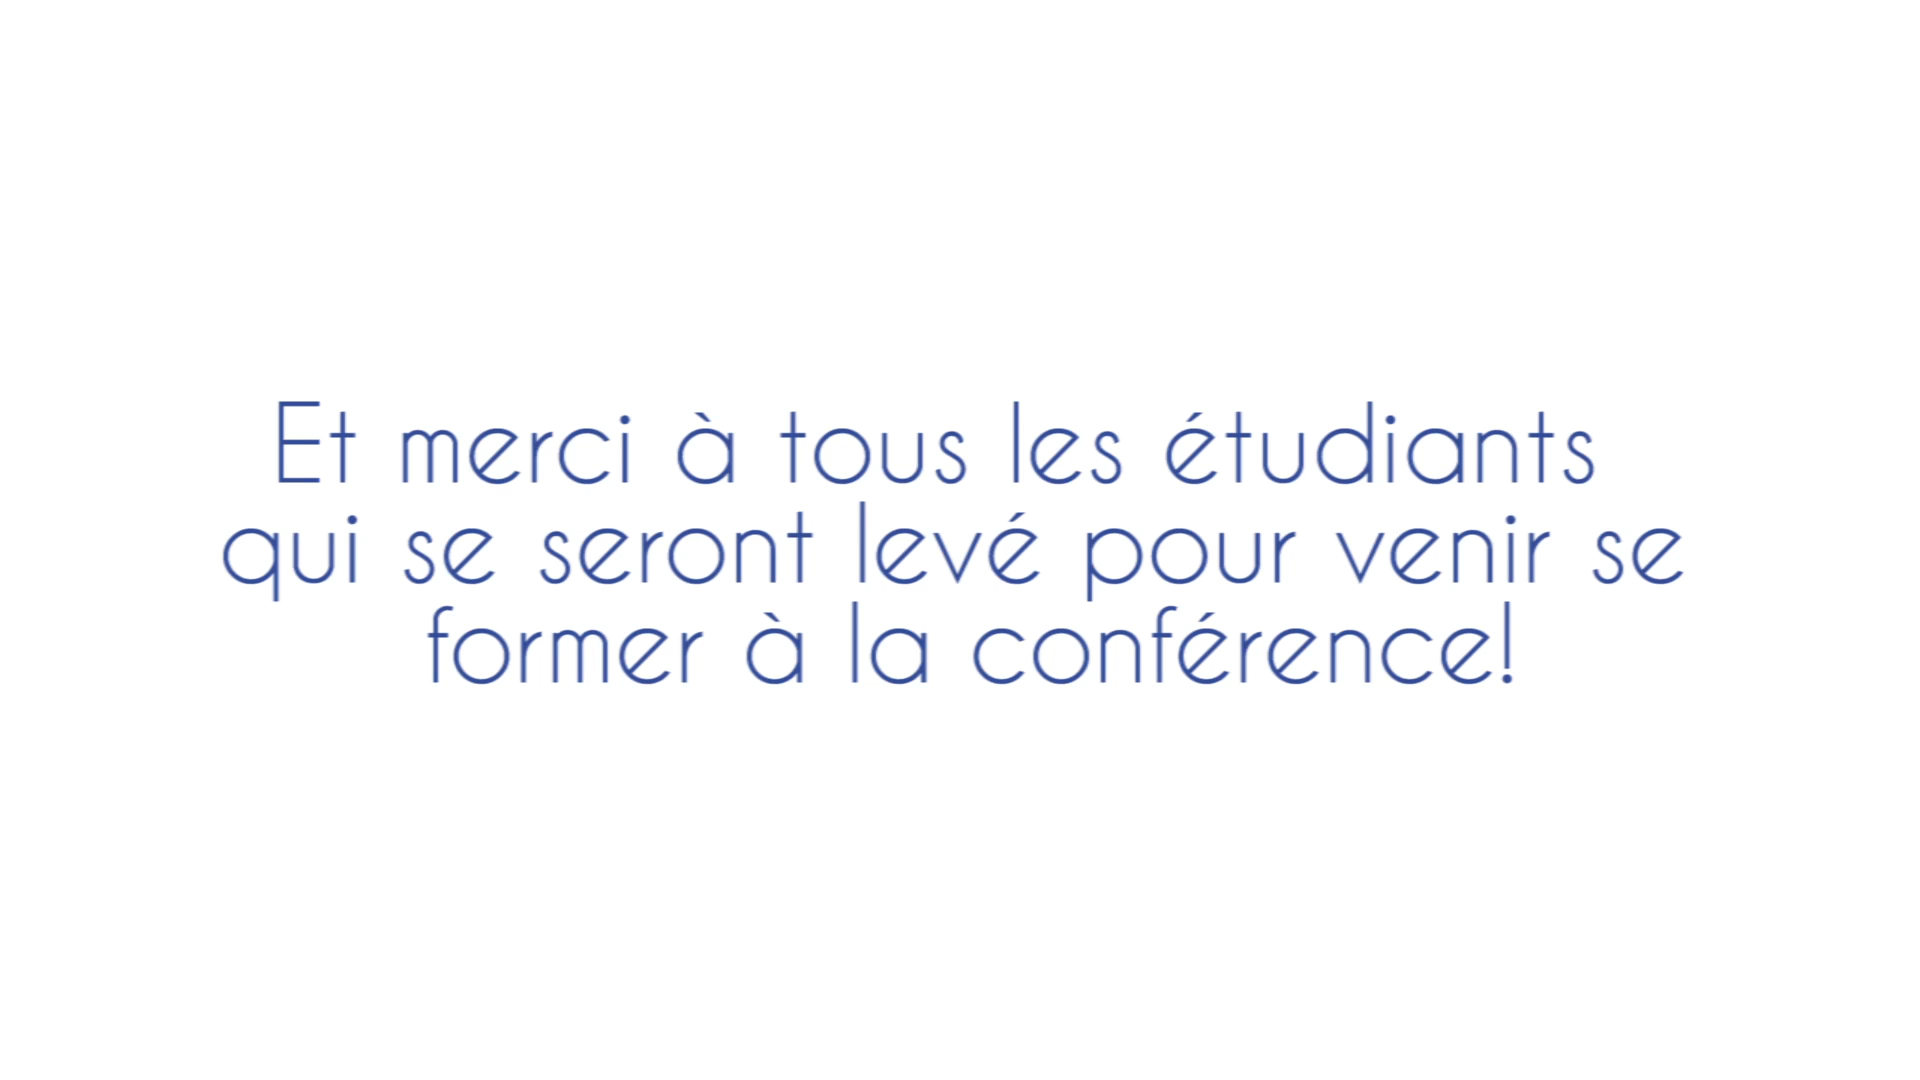 Et merci à tous les étudiants
qui se seront levé pour venir se
former à la conférence!